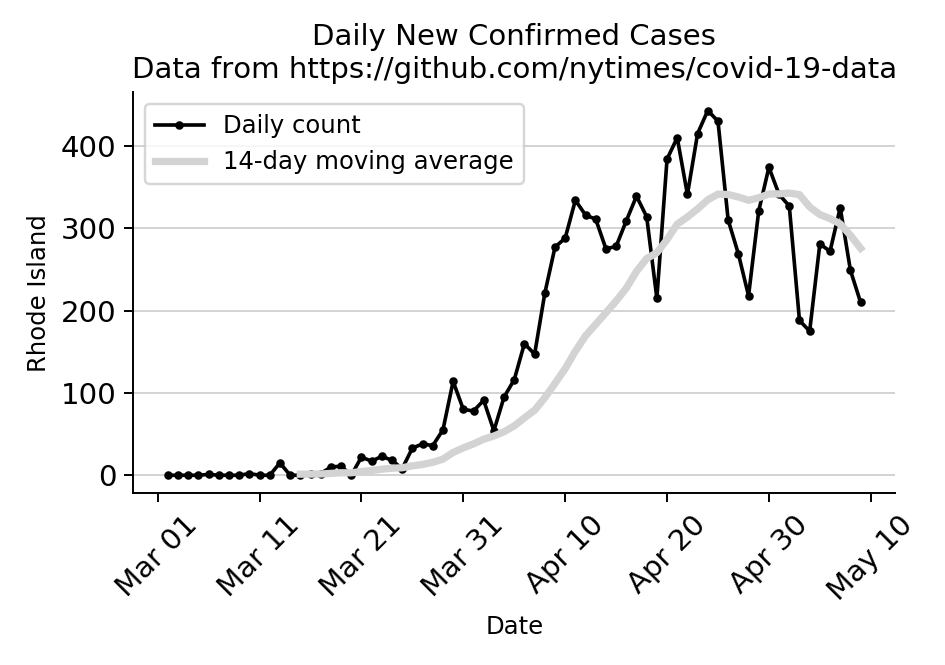 Daily New Confirmed Cases
Data from https://github.com/nytimes/covid-19-data
Daily count
14-day moving average
Rhode Island
400
300
200
100
0
Mar 01
Mar 11
Mar 21
Mar 31
Apr 10
Apr 20
Apr 30
May 10
Date